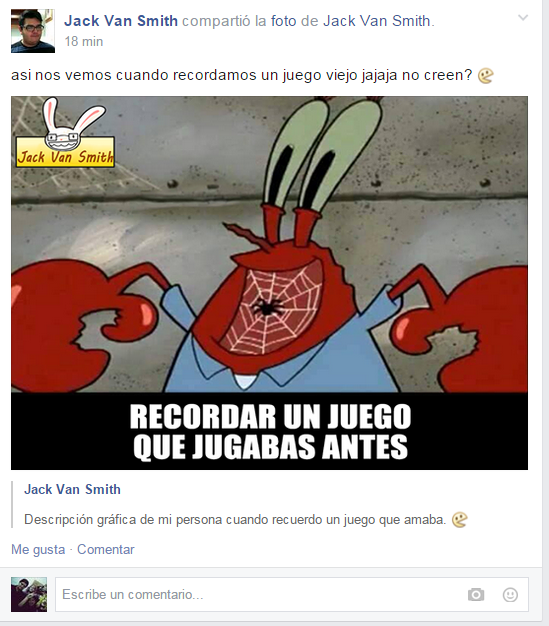 Jack Van Smith compartió la foto de Jack Van Smith.
18 min
asi nos vemos cuando recordamos un juego viejo jajaja no creen?
Jack Van Smith
RECORDAR UN JUEGO
QUE JUGABAS ANTES
Jack Van Smith
Descripción gráfica de mi persona cuando recuerdo un juego que amaba.
Me gusta · Comentar
Escribe un comentario...